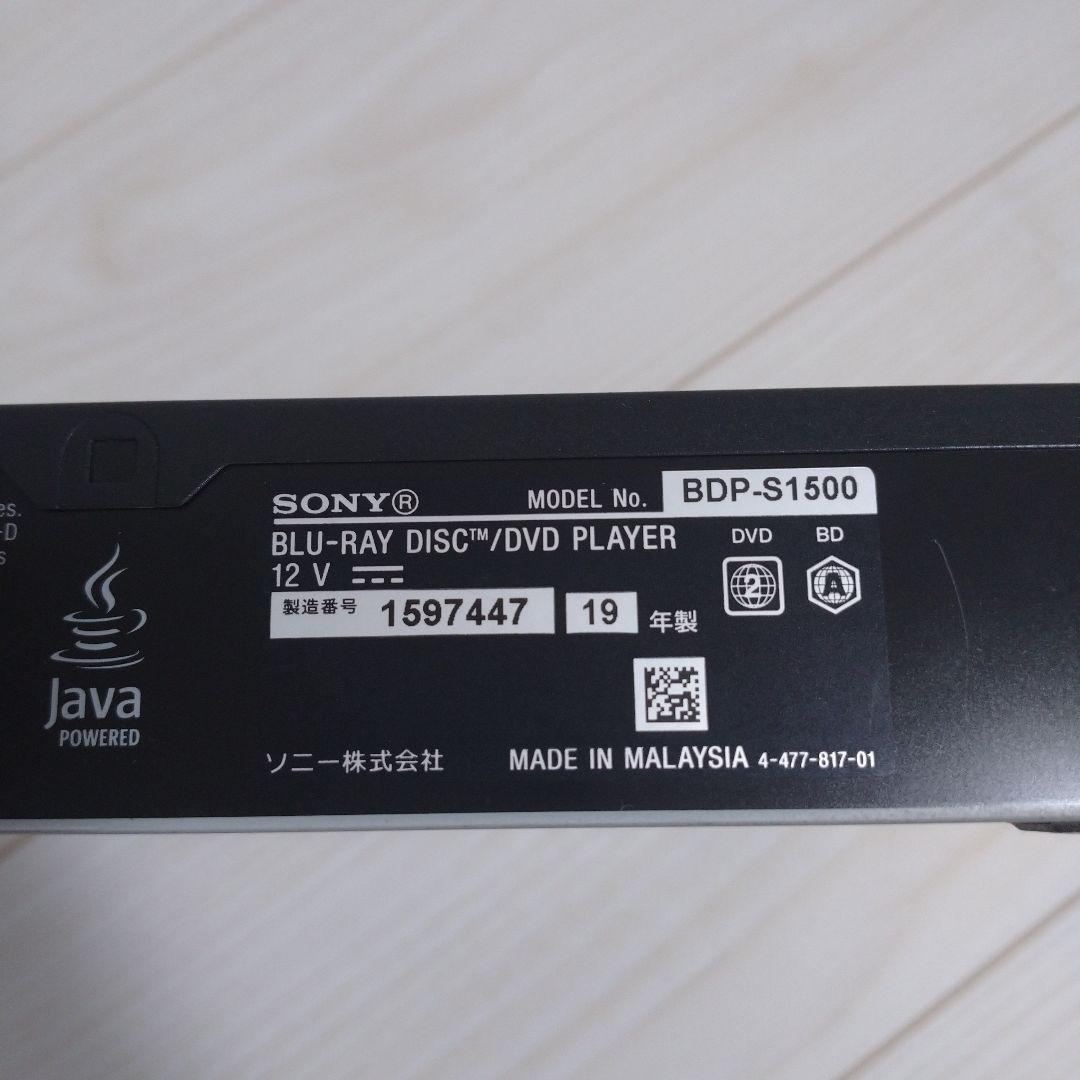 es.
-D
s
Java
POWERED
SONY® MODEL No. BDP-S1500
BLU-RAY DISC™/DVD PLAYER DVD BD
12 V 2 A
製造番号 1597447 19 年製
ソニー株式会社 MADE IN MALAYSIA 4-477-817-01